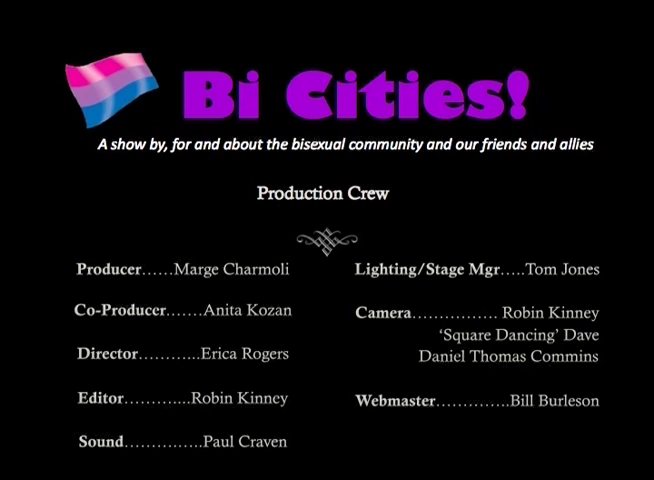 Bi Cities!
A show by, for and about the bisexual community and our friends and allies
Production Crew
Producer......Marge Charmoli
Co-Producer.......Anita Kozan
Director...........Erica Rogers
Editor............Robin Kinney
Sound..............Paul Craven
Lighting/Stage Mgr.....Tom Jones
Camera................ Robin Kinney
‘Square Dancing’ Dave
Daniel Thomas Commins
Webmaster..............Bill Burleson